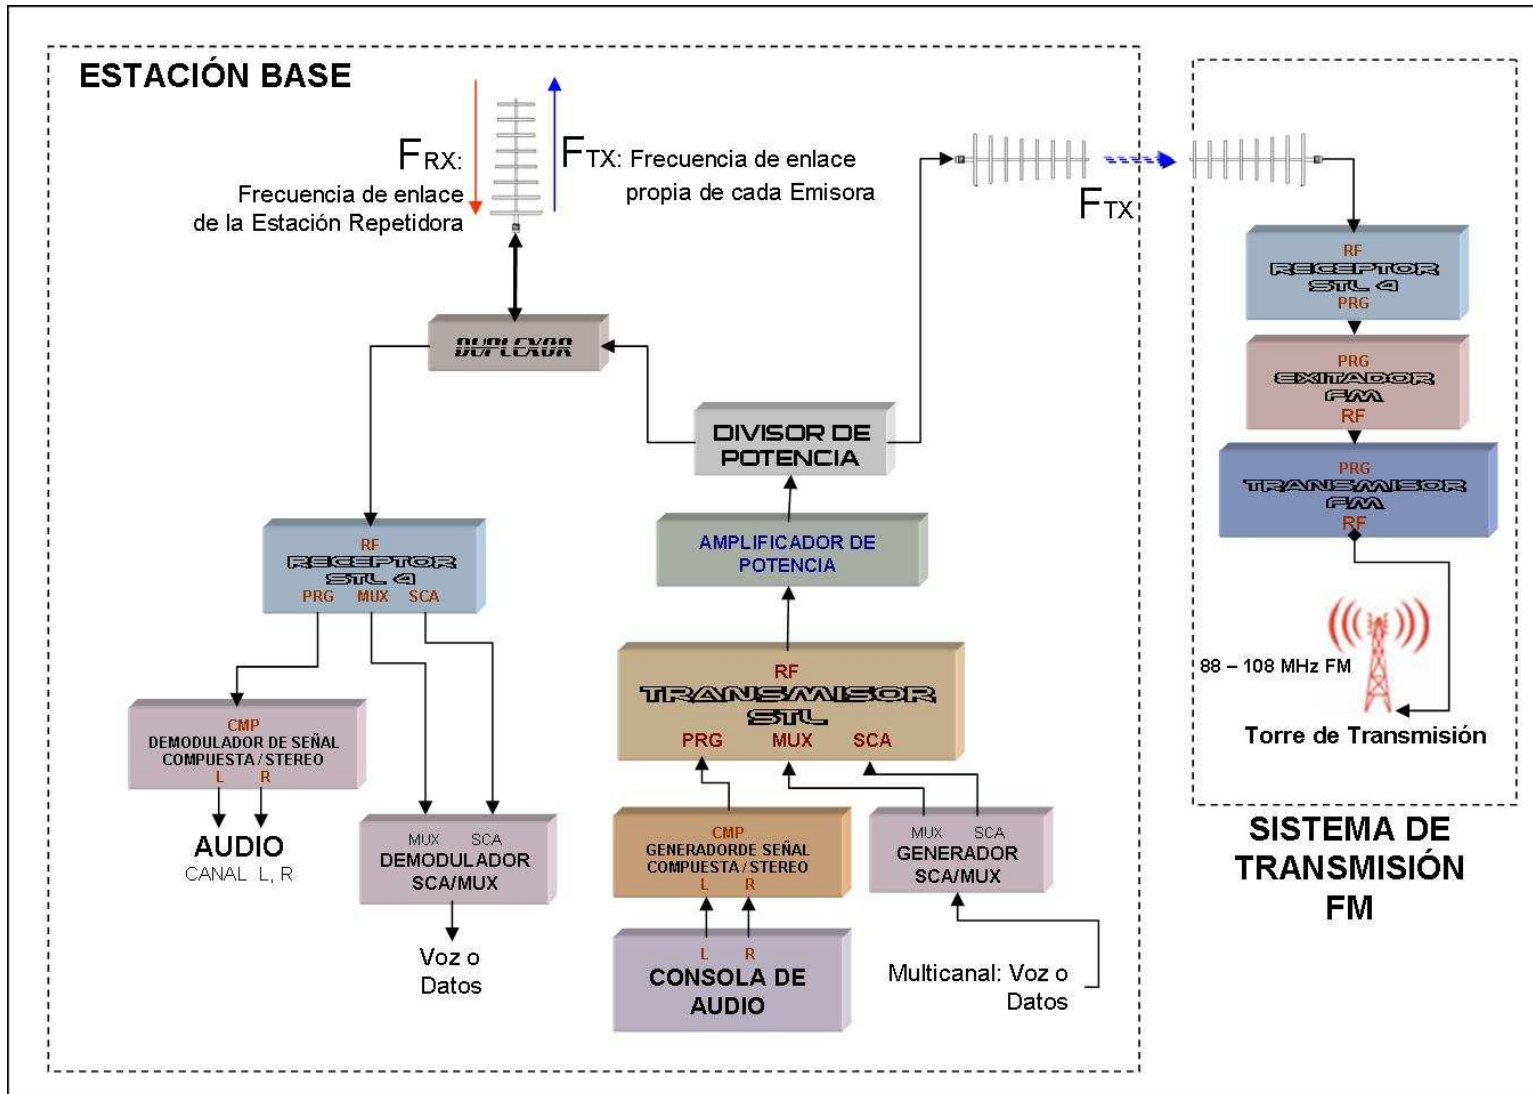 ESTACIÓN BASE
FRX:
Frecuencia de enlace
de la Estación Repetidora
FTX: Frecuencia de enlace
propia de cada Emisora
FTX
DUPLEXOR
DIVISOR DE
POTENCIA
AMPLIFICADOR DE
POTENCIA
RF
RECEPTOR
STL 4
PRG MUX SCA
CMP
DEMODULADOR DE SEÑAL
COMPUESTA / STEREO
L R
AUDIO
CANAL L, R
MUX SCA
DEMODULADOR
SCA/MUX
Voz o
Datos
RF
TRANSMISOR
STL
PRG MUX SCA
CMP
GENERADORDE SEÑAL
COMPUESTA / STEREO
L R
MUX SCA
GENERADOR
SCA/MUX
L R
CONSOLA DE
AUDIO
Multicanal: Voz o
Datos
RF
RECEPTOR
STL 4
PRG
PRG
EXITADOR
FM
RF
PRG
TRANSMISOR
FM
RF
88 – 108 MHz FM
Torre de Transmisión
SISTEMA DE
TRANSMISIÓN
FM